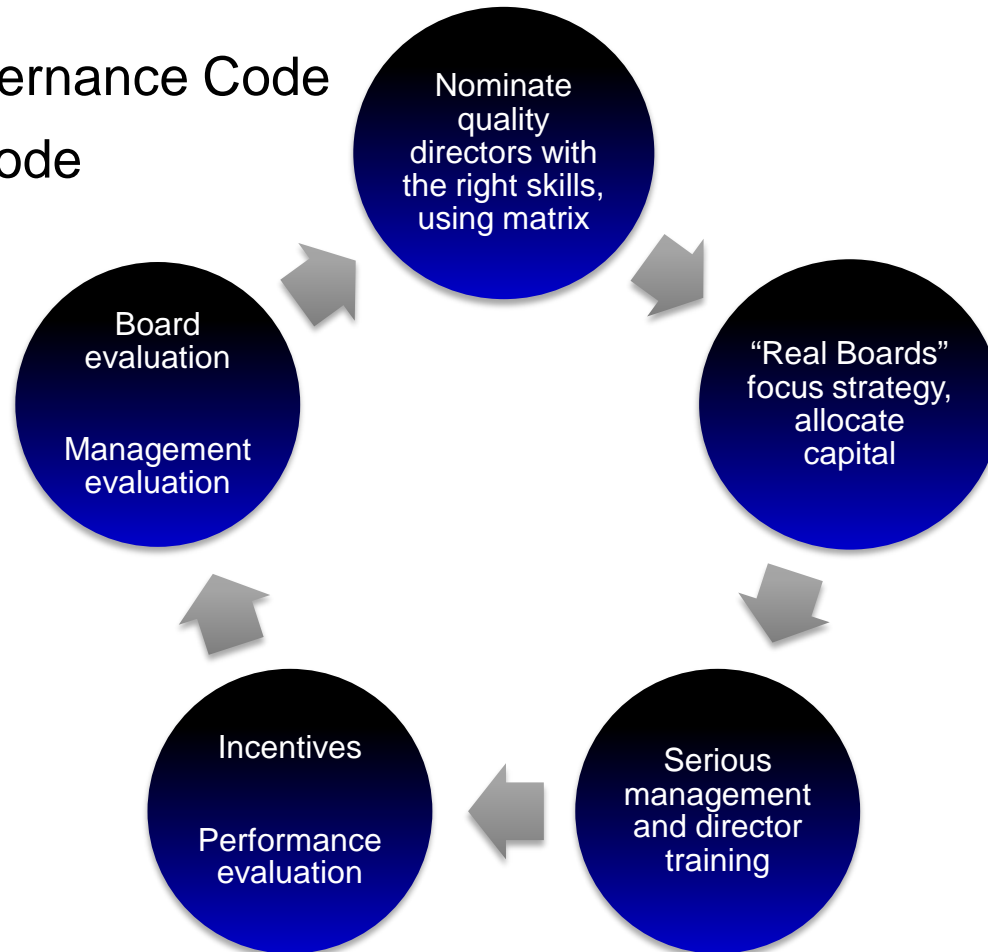 ernance Code
ode
Nominate
quality
directors with
the right skills,
using matrix
“Real Boards”
focus strategy,
allocate
capital
Serious
management
and director
training
Incentives
Performance
evaluation
Board
evaluation
Management
evaluation